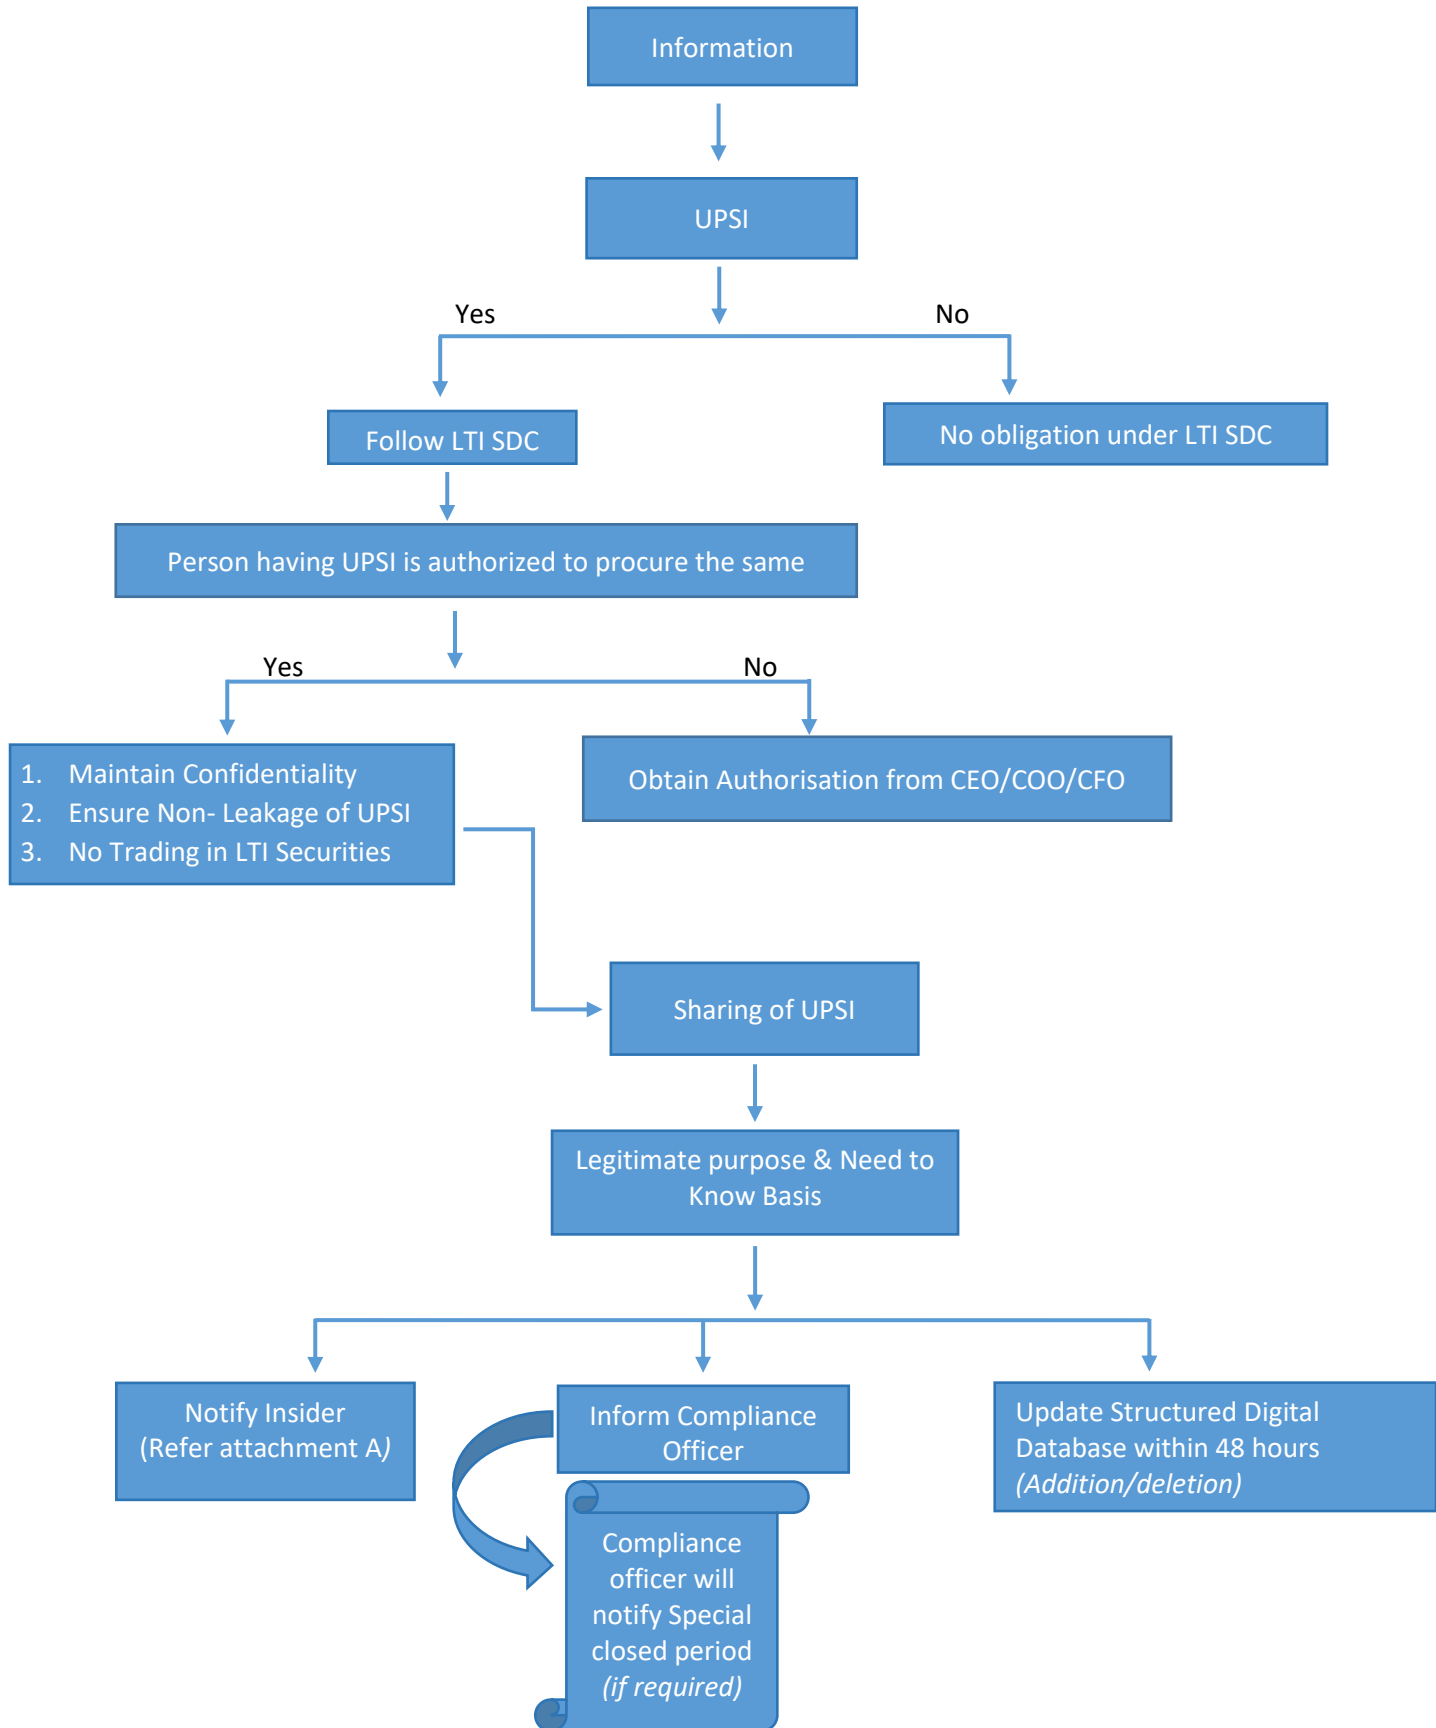 Information
UPSI
Yes
No
Follow LTI SDC
No obligation under LTI SDC
Person having UPSI is authorized to procure the same
Yes
No
1. Maintain Confidentiality
2. Ensure Non- Leakage of UPSI
3. No Trading in LTI Securities
Obtain Authorisation from CEO/COO/CFO
Sharing of UPSI
Legitimate purpose & Need to
Know Basis
Notify Insider
(Refer attachment A)
Inform Compliance
Officer
Update Structured Digital
Database within 48 hours
(Addition/deletion)
Compliance
officer will
notify Special
closed period
(if required)